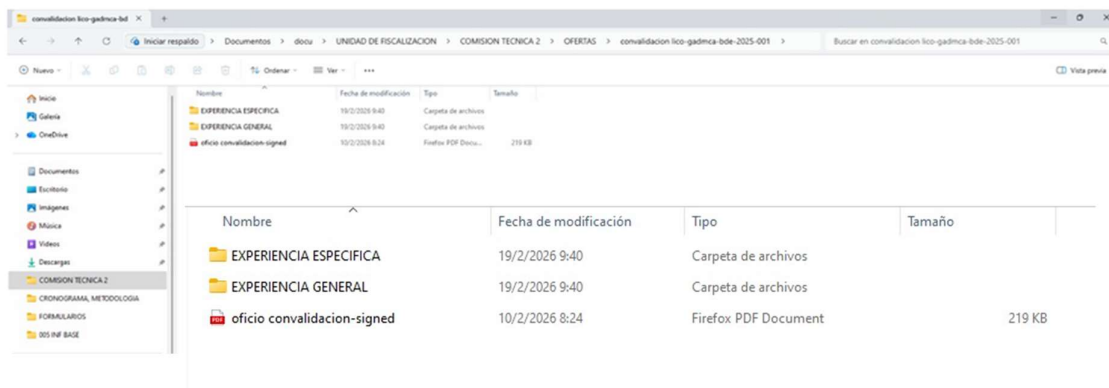 convalidacion lico-gadmca-bd
Iniciar respaldo > Documentos > docu > UNIDAD DE FISCALIZACION > COMISION TECNICA 2 > OFERTAS > convalidacion lico-gadmca-bde-2025-001 >
Buscar en convalidacion lico-gadmca-bde-2025-001
Nuevo
Ordenar
Ver
Vista previa
Inicio
Galería
OneDrive
Documentos
Escritorio
Imágenes
Música
Videos
Descargas
COMISION TECNICA 2
CRONOGRAMA, METODOLOGIA
FORMULARIOS
005 INF BASE
Nombre Fecha de modificación Tipo Tamaño
EXPERIENCIA ESPECIFICA 19/2/2026 9:40 Carpeta de archivos
EXPERIENCIA GENERAL 19/2/2026 9:40 Carpeta de archivos
oficio convalidacion-signed 10/2/2026 8:24 Firefox PDF Docu... 219 KB
Nombre Fecha de modificación Tipo Tamaño
EXPERIENCIA ESPECIFICA 19/2/2026 9:40 Carpeta de archivos
EXPERIENCIA GENERAL 19/2/2026 9:40 Carpeta de archivos
PDF oficio convalidacion-signed 10/2/2026 8:24 Firefox PDF Document 219 KB